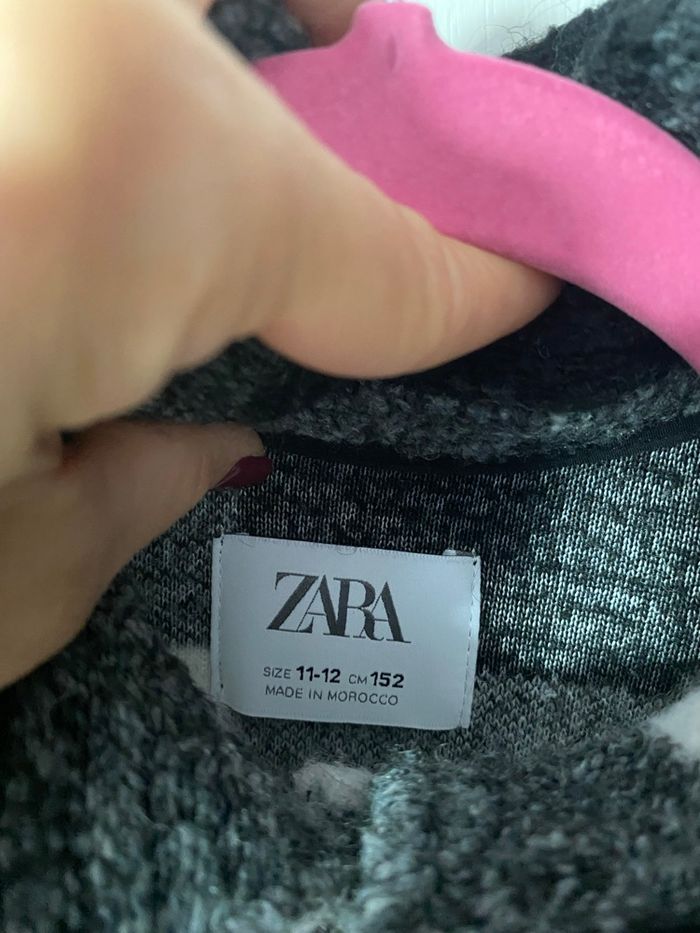 ZARA
SIZE 11-12 CM 152
MADE IN MOROCCO